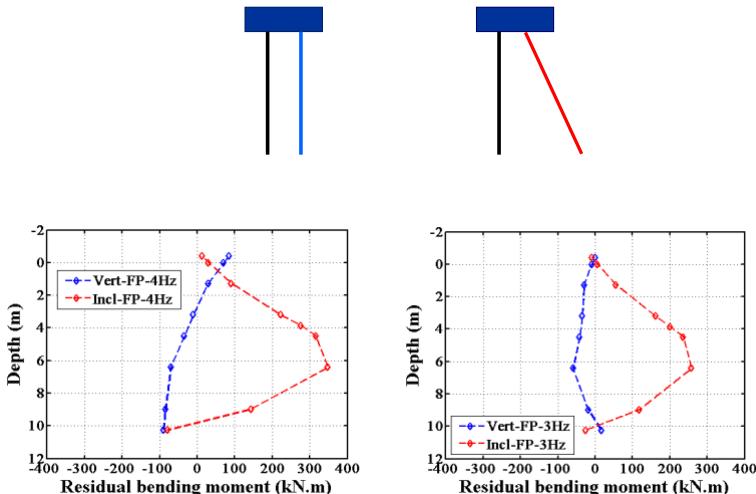 -2
0
2
4
6
8
10
12
Depth (m)
Vert-FP-4Hz
Incl-FP-4Hz
-400 -300 -200 -100 0 100 200 300 400
Residual bending moment (kN.m)
-2
0
2
4
6
8
10
12
Depth (m)
Vert-FP-3Hz
Incl-FP-3Hz
-400 -300 -200 -100 0 100 200 300 400
Residual bending moment (kN.m)